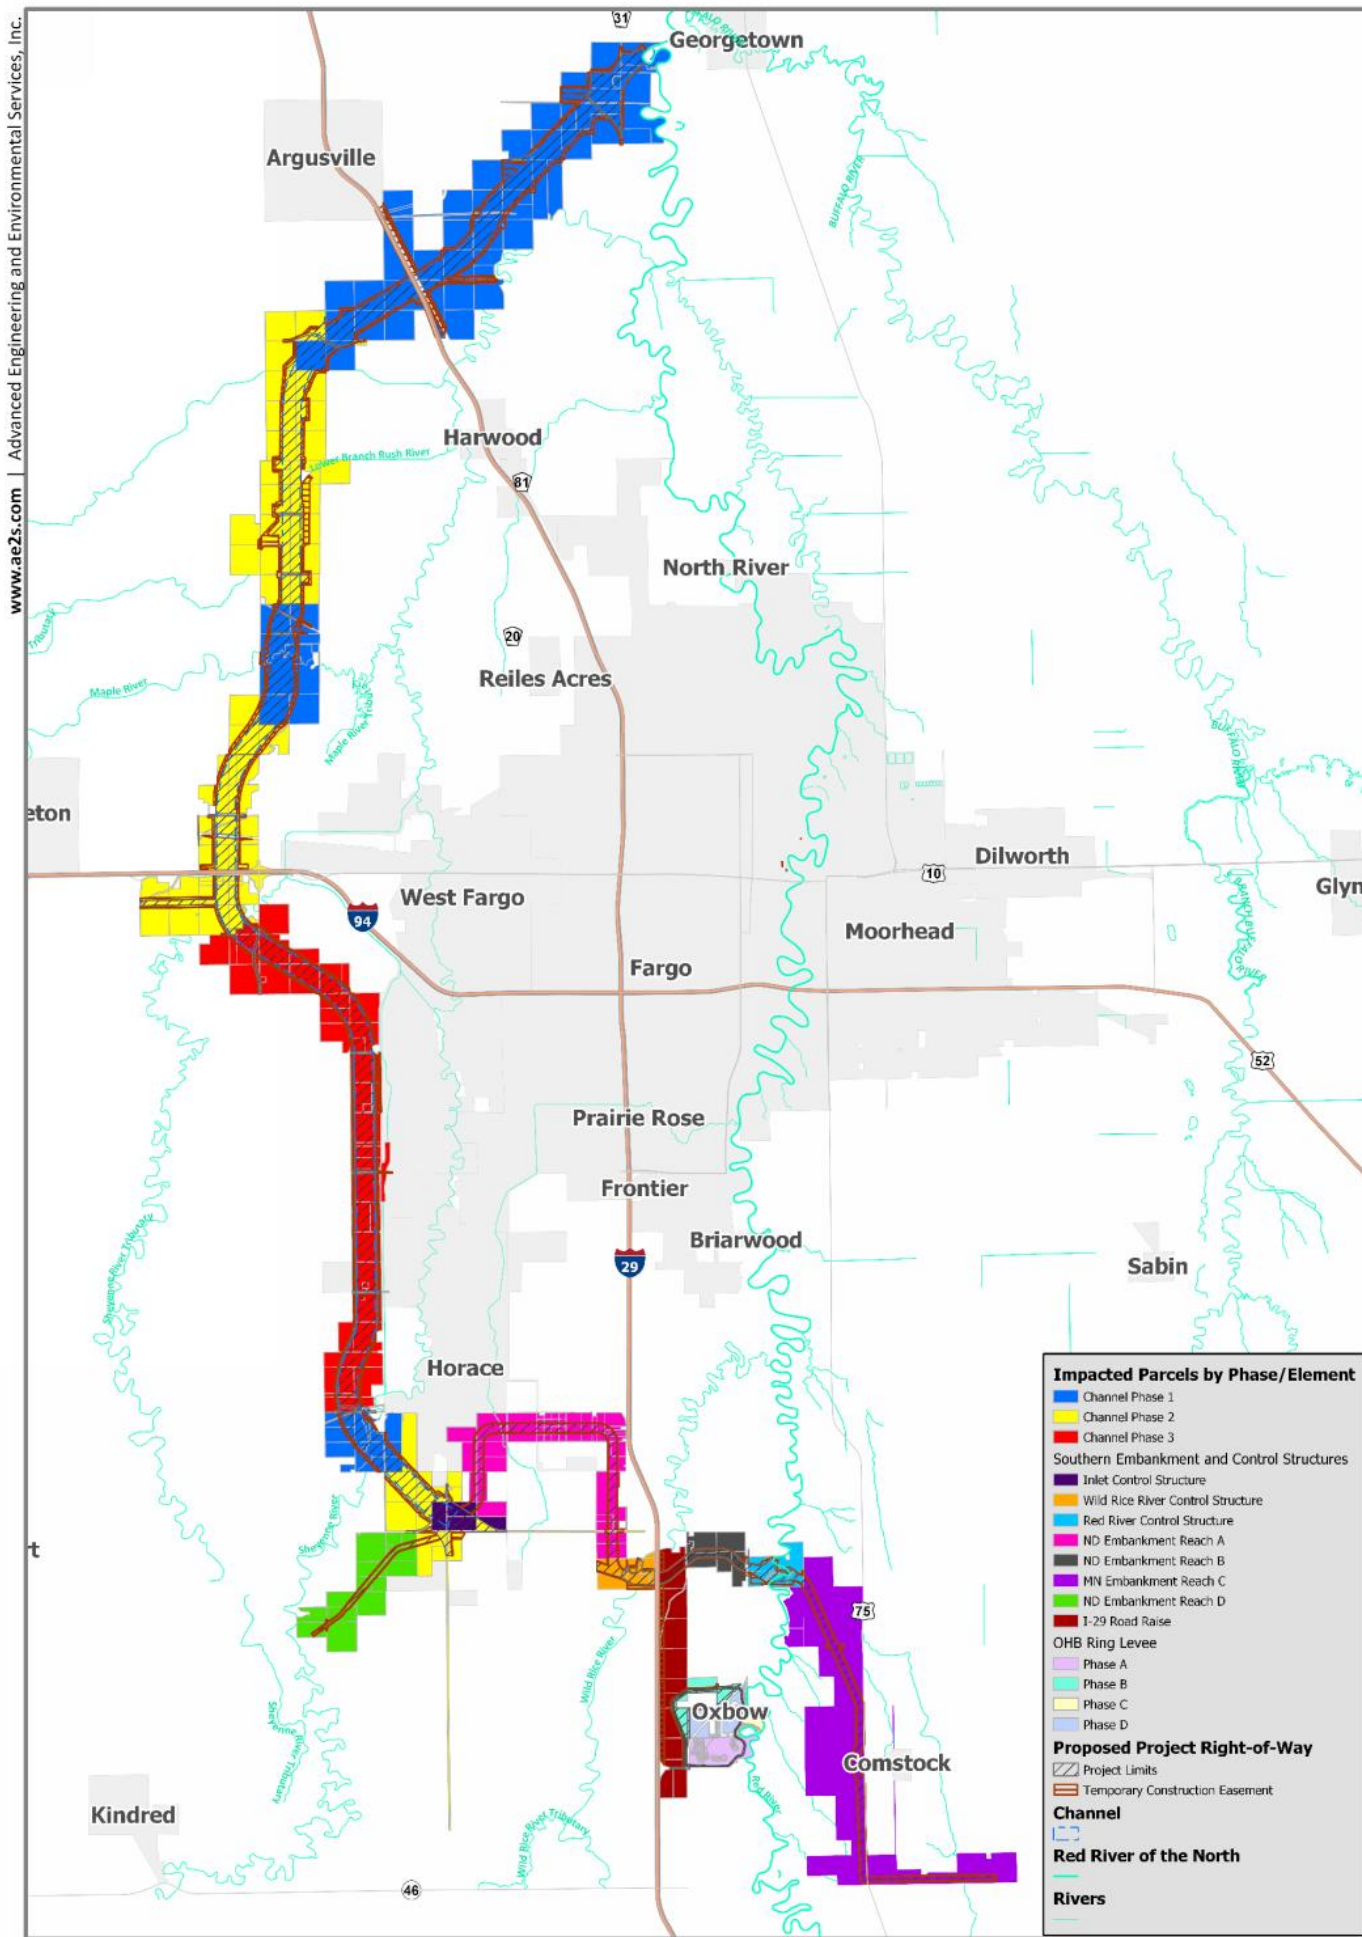 www.ae2s.com | Advanced Engineering and Environmental Services, Inc.
31
Georgetown
Argusville
BUFFALO RIVER
Harwood
Lower Branch Rush River
81
North River
20
Reiles Acres
Tributary
Maple River
Maple River Tributary
BUFFALO RIVER
eton
Dilworth
10
Glyn
West Fargo
94
Moorhead
Fargo
52
Prairie Rose
Frontier
Briarwood
29
Sabin
Sheyenne River Tributary
Horace
Sheyenne River
t
75
Wild Rice River
Oxbow
Sheyenne River Tributary
Comstock
Red River
Kindred
Wild Rice River Tributary
46
Impacted Parcels by Phase/Element
Channel Phase 1
Channel Phase 2
Channel Phase 3
Southern Embankment and Control Structures
Inlet Control Structure
Wild Rice River Control Structure
Red River Control Structure
ND Embankment Reach A
ND Embankment Reach B
MN Embankment Reach C
ND Embankment Reach D
I-29 Road Raise
OHB Ring Levee
Phase A
Phase B
Phase C
Phase D
Proposed Project Right-of-Way
Project Limits
Temporary Construction Easement
Channel
Red River of the North
Rivers